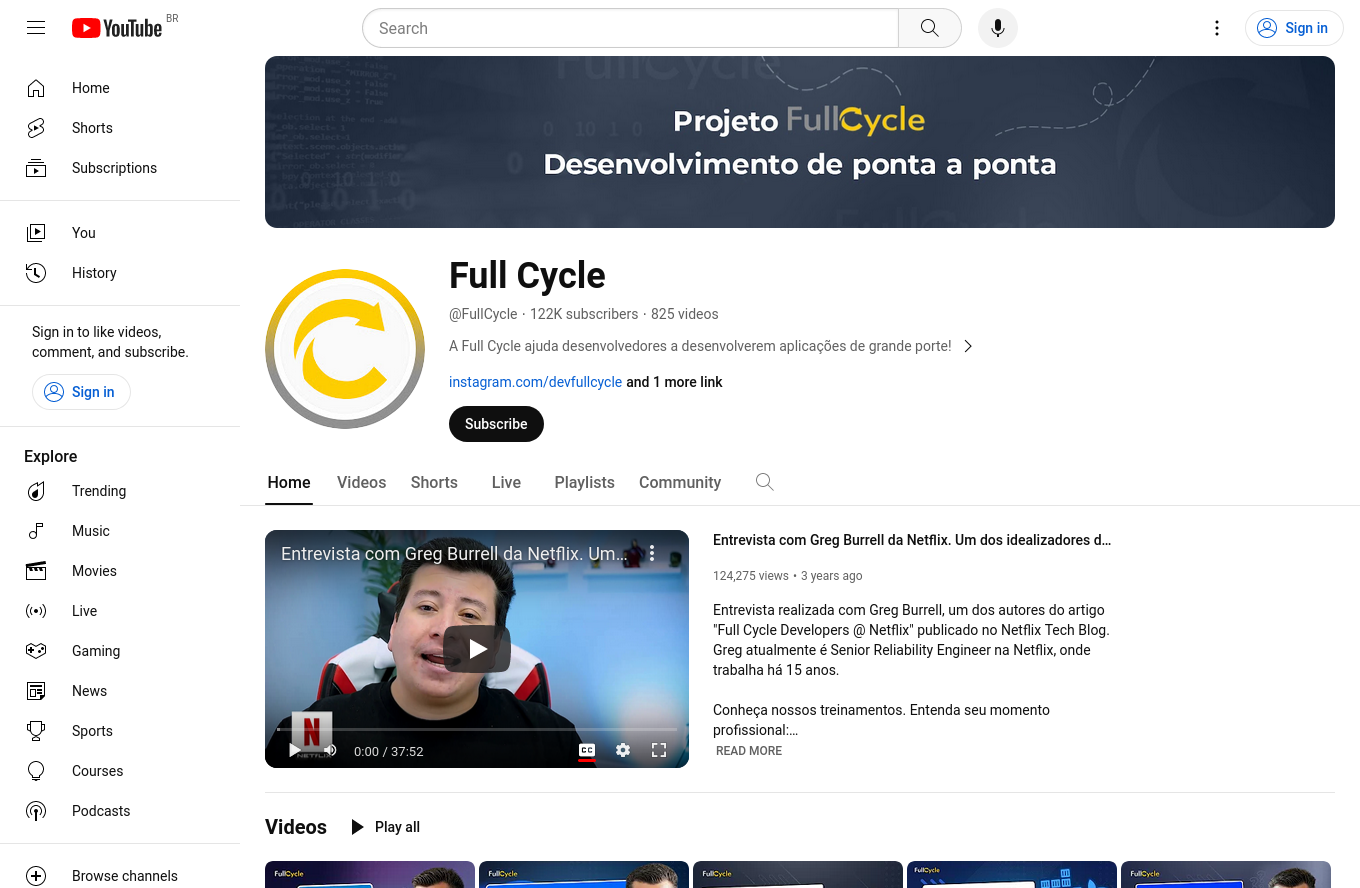 YouTube BR
Search
Sign in
Home
Shorts
Subscriptions
You
History
Sign in to like videos,
comment, and subscribe.
Sign in
Explore
Trending
Music
Movies
Live
Gaming
News
Sports
Courses
Podcasts
Browse channels
Projeto FullCycle
Desenvolvimento de ponta a ponta
Full Cycle
@FullCycle · 122K subscribers · 825 videos
A Full Cycle ajuda desenvolvedores a desenvolverem aplicações de grande porte!
instagram.com/devfullcycle and 1 more link
Subscribe
Home Videos Shorts Live Playlists Community
Entrevista com Greg Burrell da Netflix. Um...
N
NETFLIX
0:00 / 37:52
CC
Entrevista com Greg Burrell da Netflix. Um dos idealizadores d...
124,275 views • 3 years ago
Entrevista realizada com Greg Burrell, um dos autores do artigo
"Full Cycle Developers @ Netflix" publicado no Netflix Tech Blog.
Greg atualmente é Senior Reliability Engineer na Netflix, onde
trabalha há 15 anos.
Conheça nossos treinamentos. Entenda seu momento
profissional:…
READ MORE
Videos Play all
FullCycle FullCycle FullCycle FullCycle FullCycle